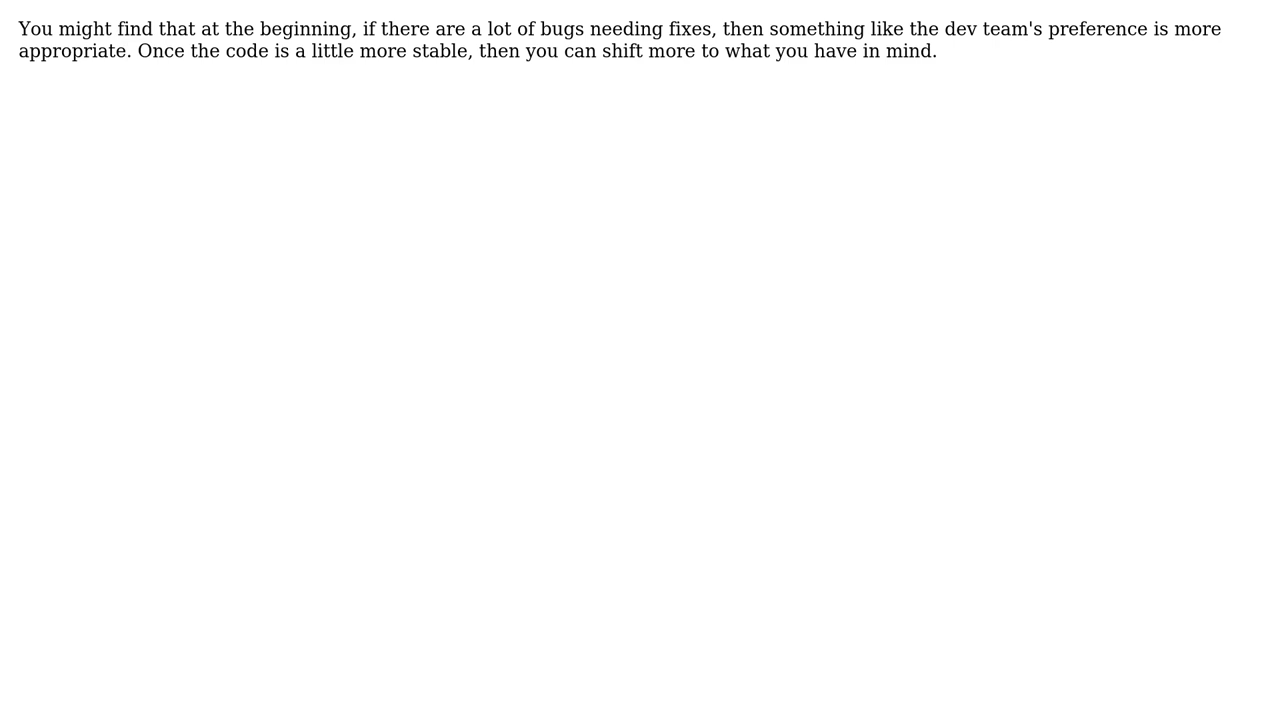 You might find that at the beginning, if there are a lot of bugs needing fixes, then something like the dev team's preference is more
appropriate. Once the code is a little more stable, then you can shift more to what you have in mind.